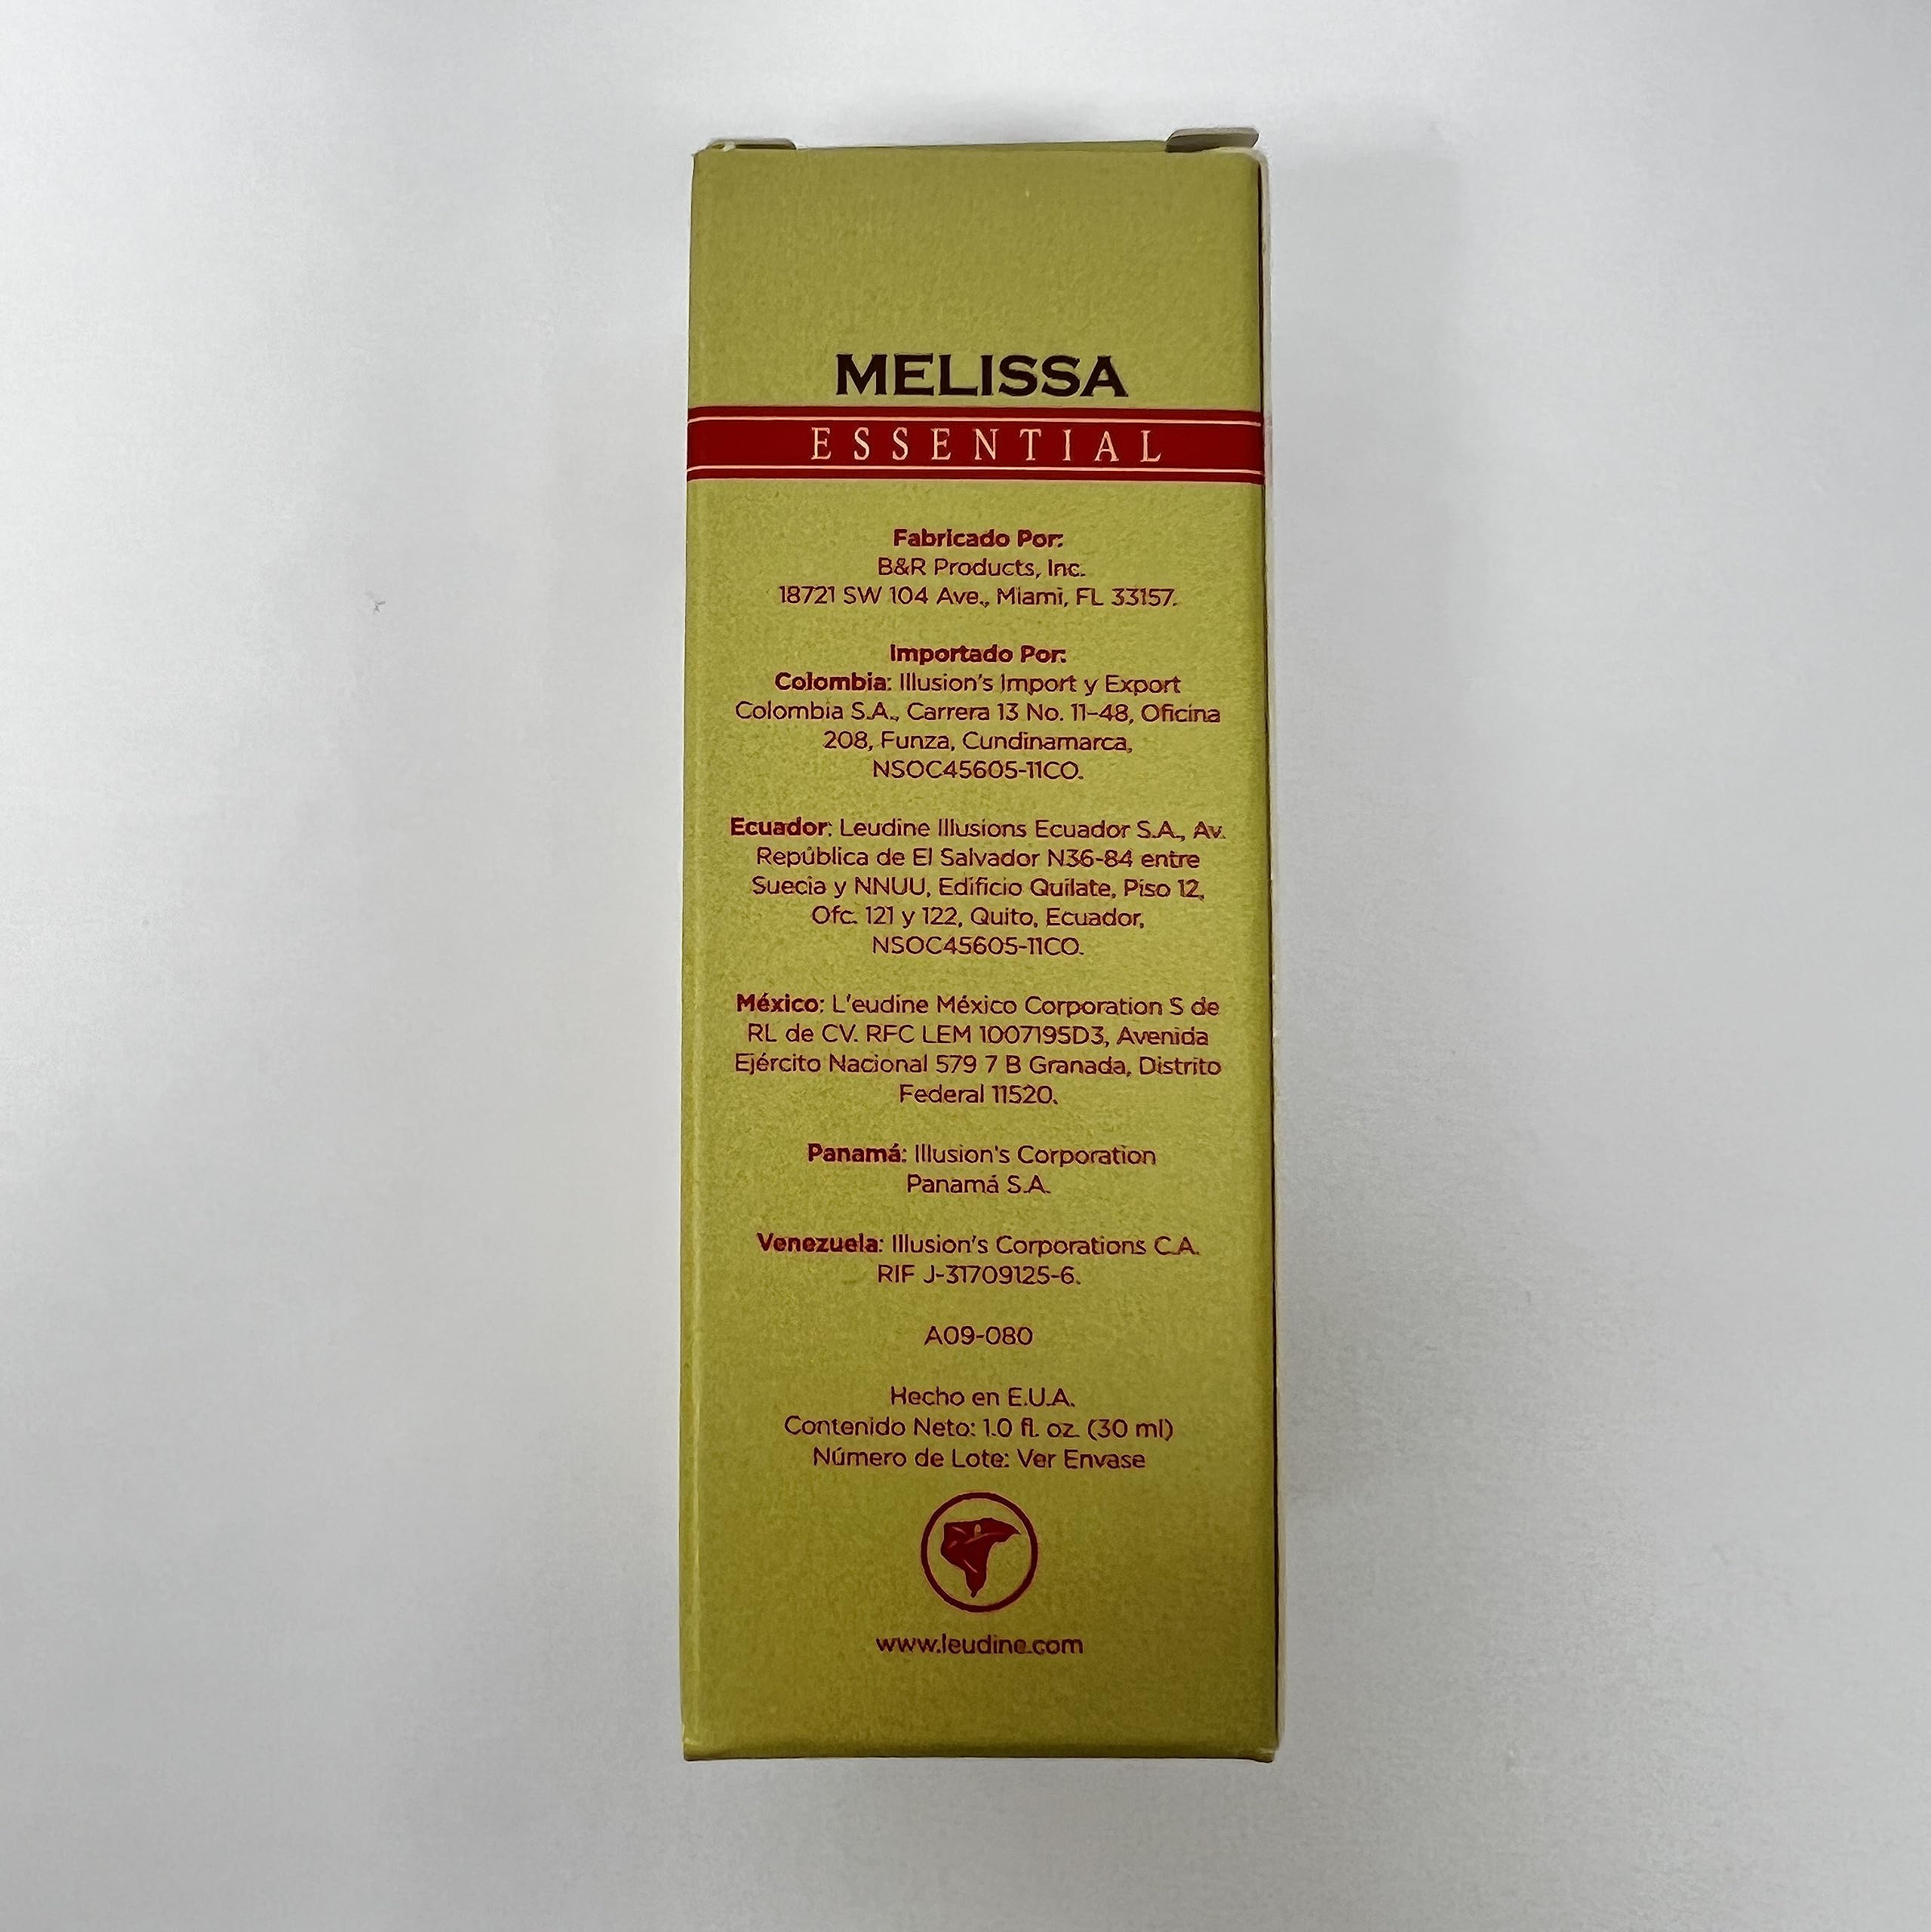 MELISSA
ESSENTIAL
Fabricado Por:
B&R Products, Inc.
18721 SW 104 Ave., Miami, FL 33157.
Importado Por:
Colombia: Illusion's Import y Export
Colombia S.A., Carrera 13 No. 11-48, Oficina
208, Funza, Cundinamarca,
NSOC45605-11CO.
Ecuador: Leudine Illusions Ecuador S.A., Av.
República de El Salvador N36-84 entre
Suecia y NNUU, Edificio Quilate, Piso 12,
Ofc. 121 y 122, Quito, Ecuador,
NSOC45605-11CO.
México: L'eudine México Corporation S de
RL de CV. RFC LEM 1007195D3, Avenida
Ejército Nacional 579 7 B Granada, Distrito
Federal 11520.
Panamá: Illusion's Corporation
Panamá S.A.
Venezuela: Illusion's Corporations C.A.
RIF J-31709125-6.
A09-080
Hecho en E.U.A.
Contenido Neto: 1.0 fl. oz. (30 ml)
Número de Lote: Ver Envase
www.leudine.com